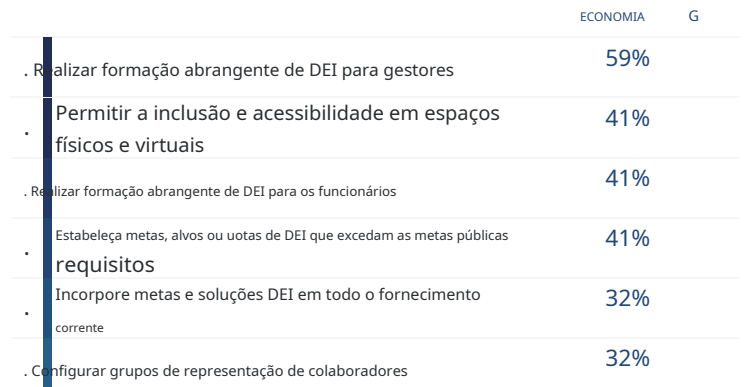 ECONOMIA G
. Realizar formação abrangente de DEI para gestores 59%
. Permitir a inclusão e acessibilidade em espaços
físicos e virtuais 41%
. Realizar formação abrangente de DEI para os funcionários 41%
. Estabeleça metas, alvos ou uotas de DEI que excedam as metas públicas
requisitos 41%
. Incorpore metas e soluções DEI em todo o fornecimento
corrente 32%
. Configurar grupos de representação de colaboradores 32%